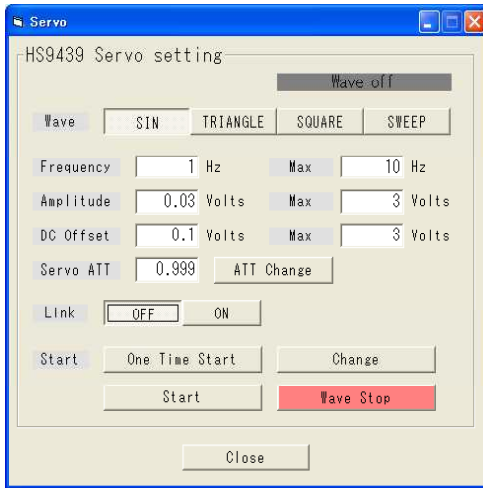 Servo
HS9439 Servo setting
Wave off
Wave SIN TRIANGLE SQUARE SWEEP
Frequency 1 Hz Max 10 Hz
Amplitude 0.03 Volts Max 3 Volts
DC Offset 0.1 Volts Max 3 Volts
Servo ATT 0.999 ATT Change
Link OFF ON
Start One Time Start Change
Start Wave Stop
Close